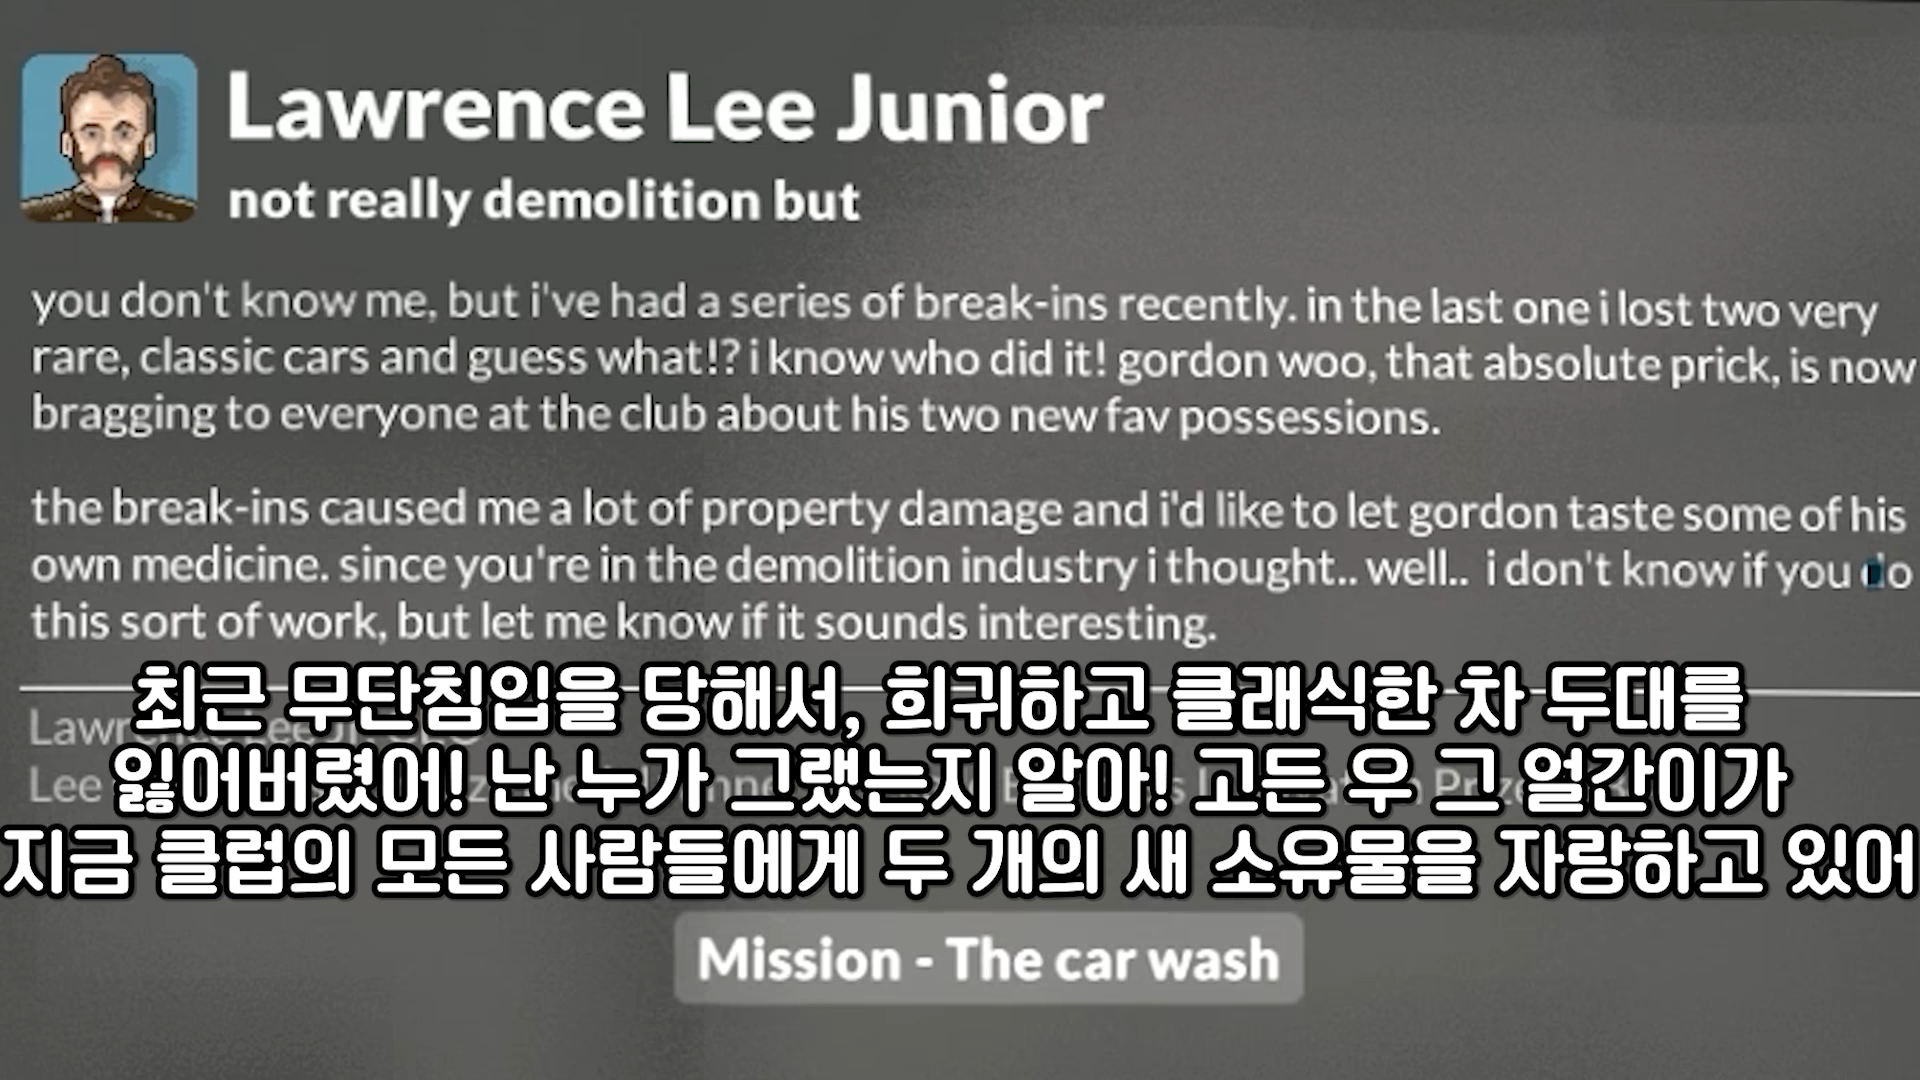 Lawrence Lee Junior
not really demolition but
you don't know me, but i've had a series of break-ins recently. in the last one i lost two very
rare, classic cars and guess what!? i know who did it! gordon woo, that absolute prick, is now
bragging to everyone at the club about his two new fav possessions.
the break-ins caused me a lot of property damage and i'd like to let gordon taste some of his
own medicine. since you're in the demolition industry i thought.. well.. i don't know if you do
this sort of work, but let me know if it sounds interesting.
최근 무단침입을 당해서, 희귀하고 클래식한 차 두대를
잃어버렸어! 난 누가 그랬는지 알아! 고든 우 그 얼간이가
지금 클럽의 모든 사람들에게 두 개의 새 소유물을 자랑하고 있어
Lee
Mission - The car wash